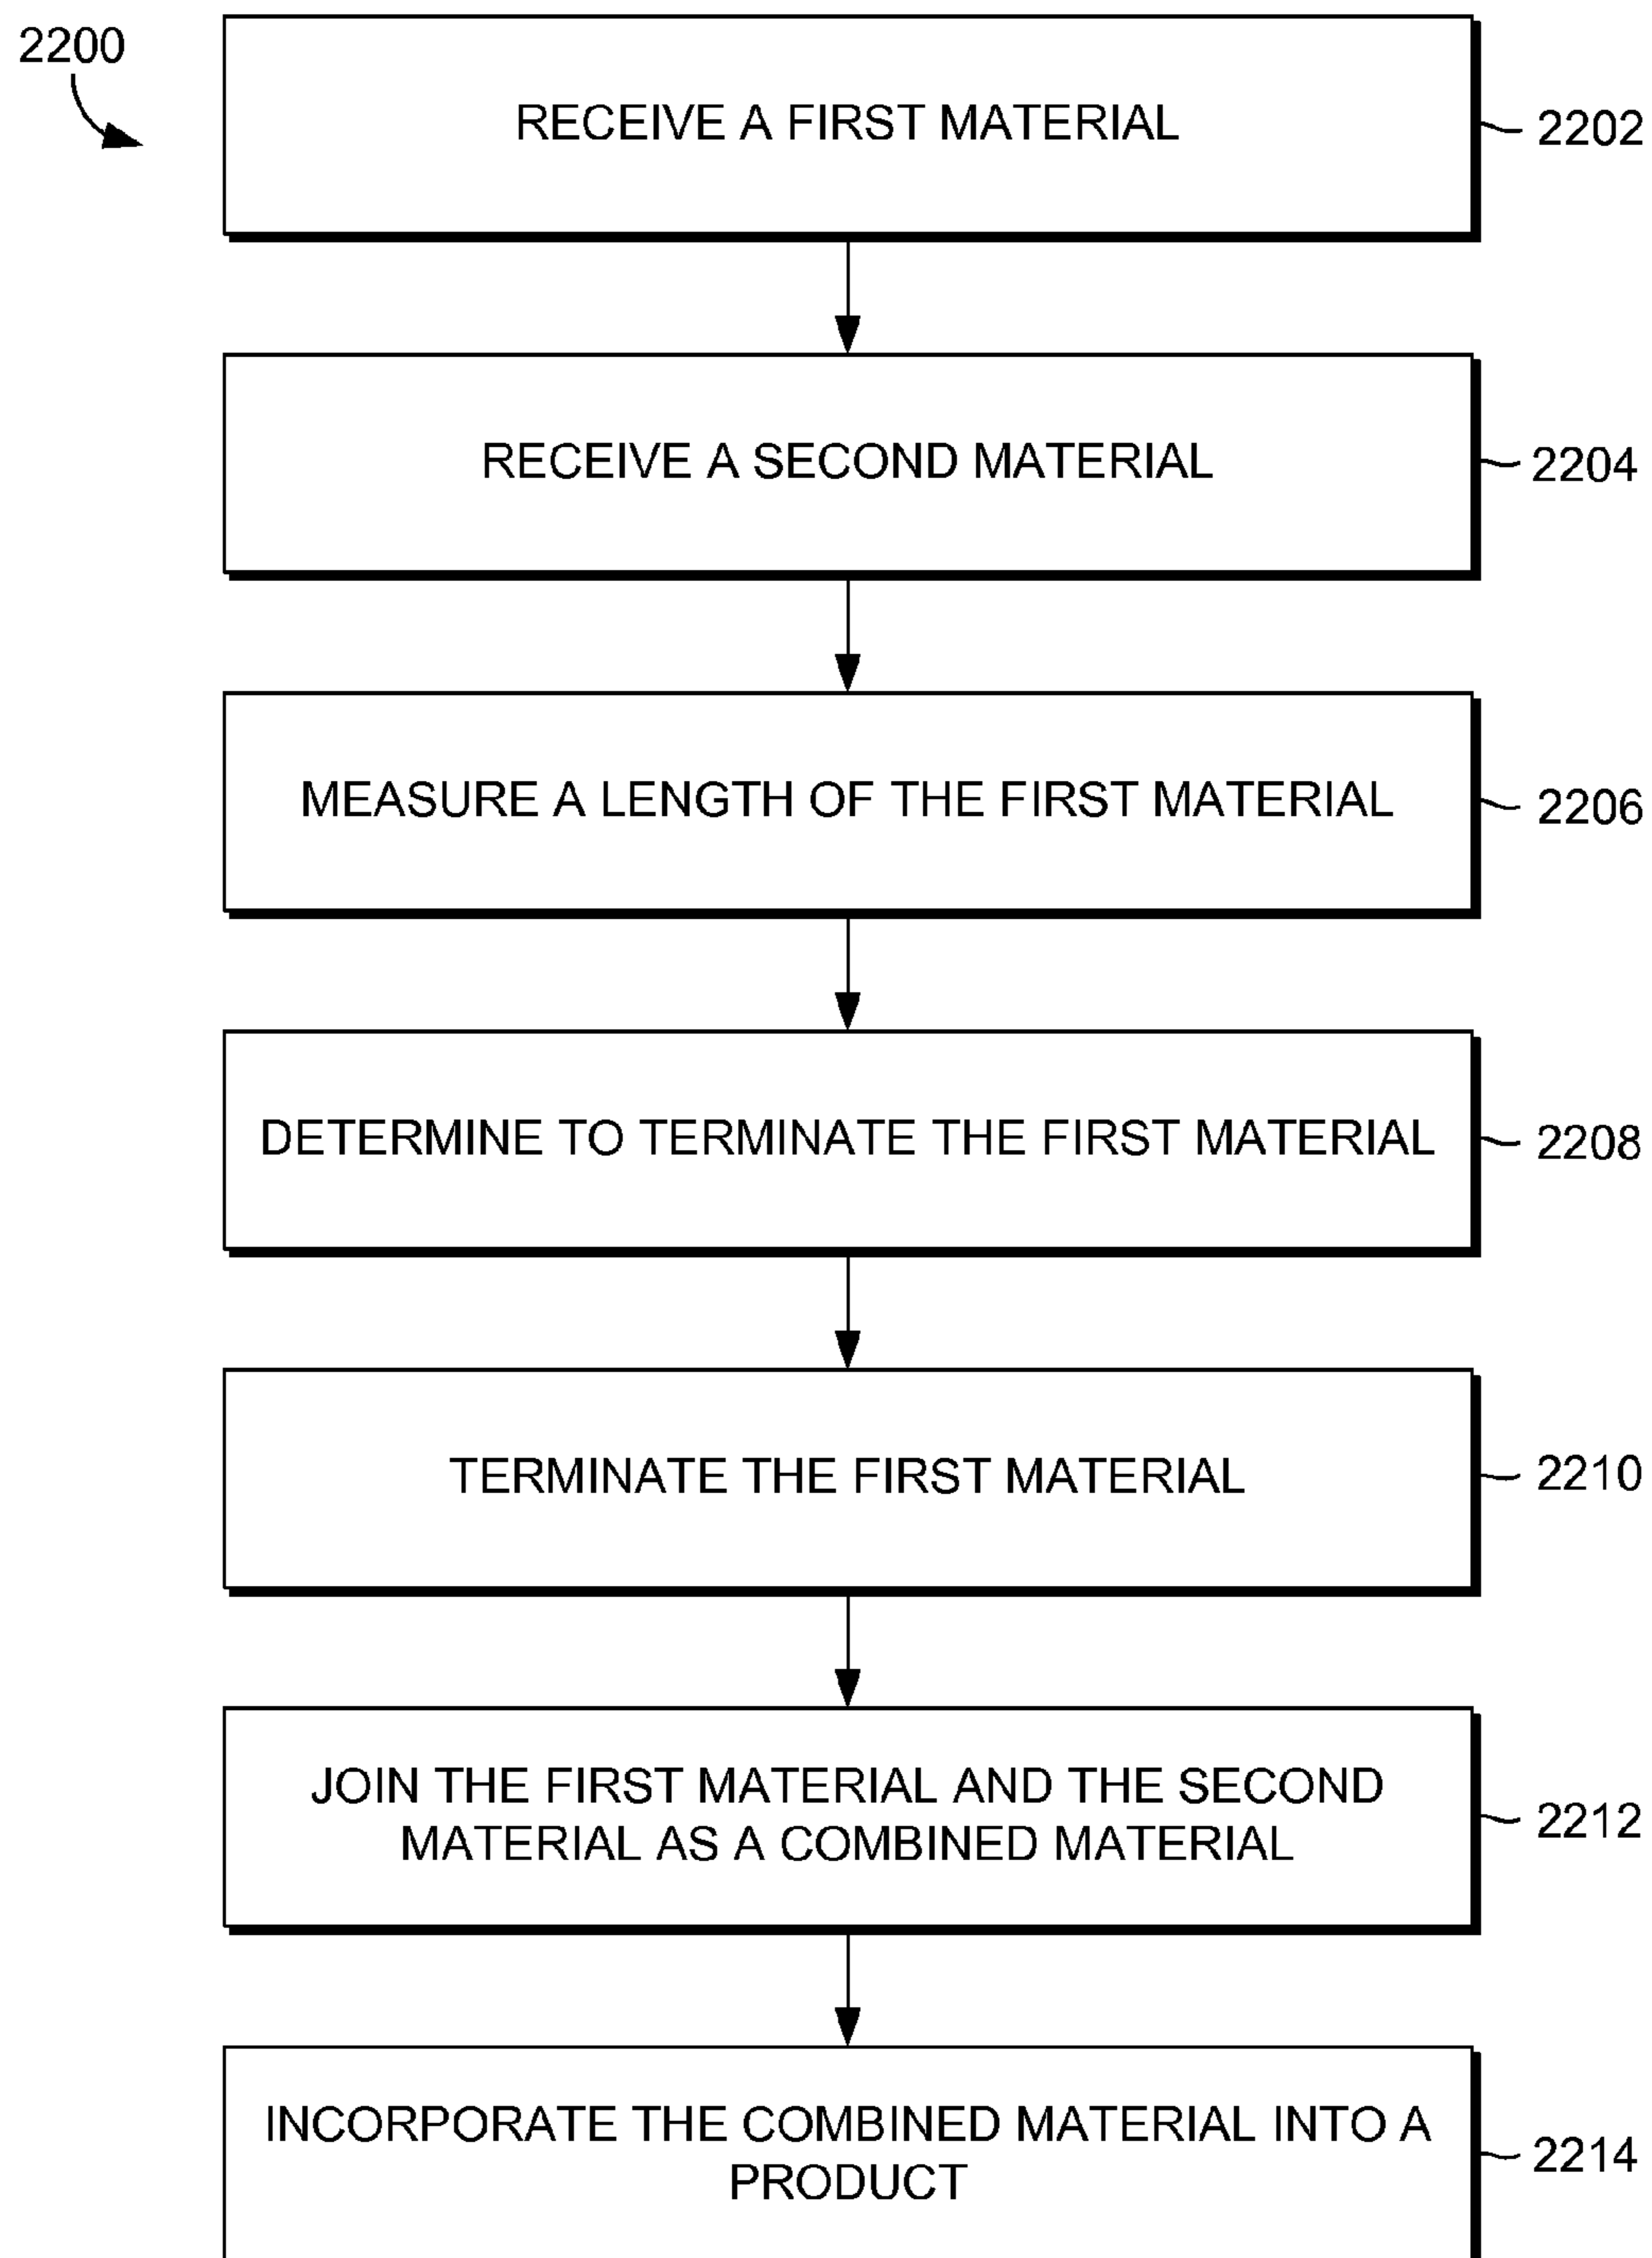 2200
RECEIVE A FIRST MATERIAL
2202
RECEIVE A SECOND MATERIAL
2204
MEASURE A LENGTH OF THE FIRST MATERIAL
2206
DETERMINE TO TERMINATE THE FIRST MATERIAL
2208
TERMINATE THE FIRST MATERIAL
2210
JOIN THE FIRST MATERIAL AND THE SECOND
MATERIAL AS A COMBINED MATERIAL
2212
INCORPORATE THE COMBINED MATERIAL INTO A
PRODUCT
2214